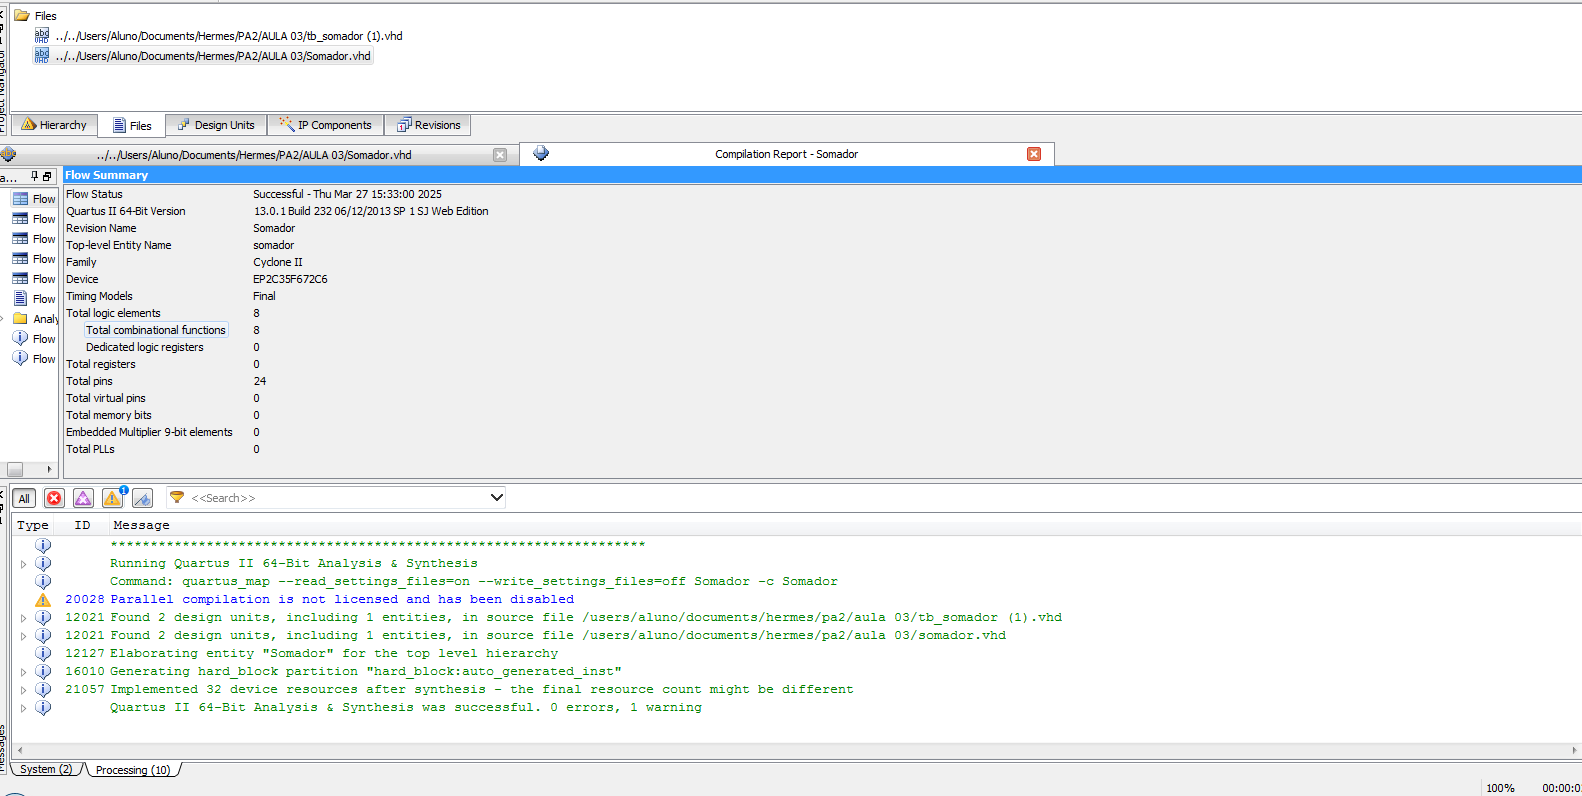 Files
../../Users/Aluno/Documents/Hermes/PA2/AULA 03/tb_somador (1).vhd
../../Users/Aluno/Documents/Hermes/PA2/AULA 03/Somador.vhd
Hierarchy Files Design Units IP Components Revisions
../../Users/Aluno/Documents/Hermes/PA2/AULA 03/Somador.vhd Compilation Report - Somador
a... Flow Summary
Flow Flow Status Successful - Thu Mar 27 15:33:00 2025
Flow Quartus II 64-Bit Version 13.0.1 Build 232 06/12/2013 SP 1 SJ Web Edition
Revision Name Somador
Flow Top-level Entity Name somador
Flow Family Cyclone II
Flow Device EP2C35F672C6
Flow Timing Models Final
Total logic elements 8
Analy Total combinational functions 8
Flow Dedicated logic registers 0
Flow Total registers 0
Total pins 24
Total virtual pins 0
Total memory bits 0
Embedded Multiplier 9-bit elements 0
Total PLLs 0
All 1 <<Search>>
Type ID Message
*******************************************************************
Running Quartus II 64-Bit Analysis & Synthesis
Command: quartus_map --read_settings_files=on --write_settings_files=off Somador -c Somador
20028 Parallel compilation is not licensed and has been disabled
12021 Found 2 design units, including 1 entities, in source file /users/aluno/documents/hermes/pa2/aula 03/tb_somador (1).vhd
12021 Found 2 design units, including 1 entities, in source file /users/aluno/documents/hermes/pa2/aula 03/somador.vhd
12127 Elaborating entity "Somador" for the top level hierarchy
16010 Generating hard_block partition "hard_block:auto_generated_inst"
21057 Implemented 32 device resources after synthesis - the final resource count might be different
Quartus II 64-Bit Analysis & Synthesis was successful. 0 errors, 1 warning
Messages
System (2) Processing (10)
100% 00:00:0